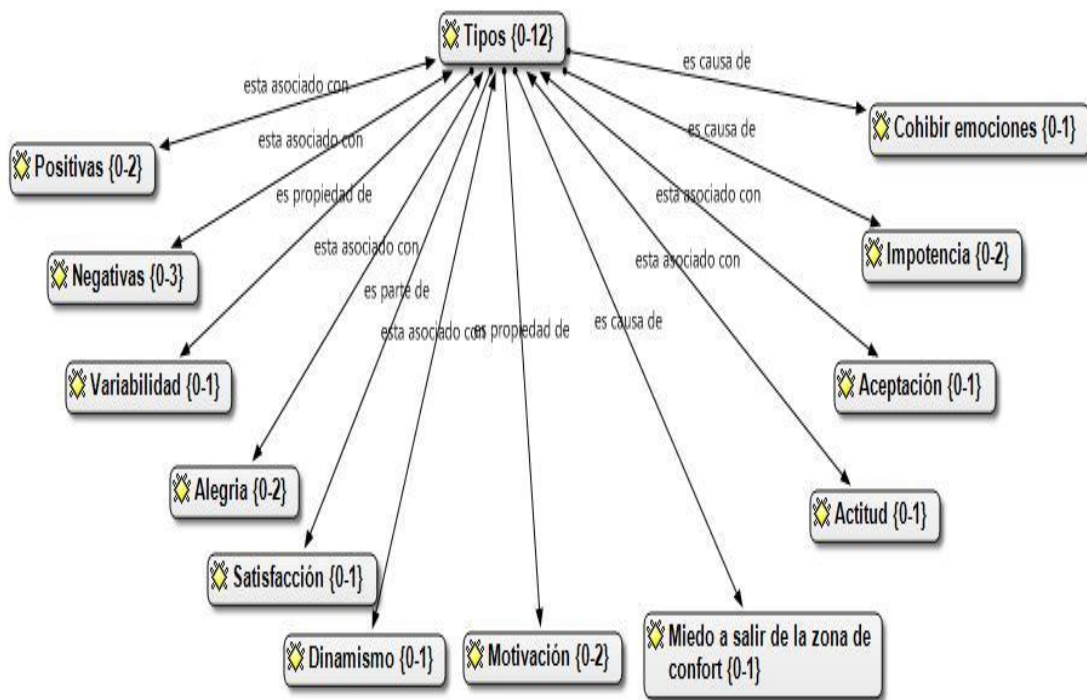 Tipos {0-12}
es causa de
esta asociado con
Cohibir emociones {0-1}
es causa de
esta asociado con
Positivas {0-2}
es propiedad de
esta asociado con
Impotencia {0-2}
esta asociado con
esta asociado con
Negativas {0-3}
es parte de
esta asociado con
es propiedad de
es causa de
Variabilidad {0-1}
Aceptación {0-1}
Alegria {0-2}
Actitud {0-1}
Satisfacción {0-1}
Dinamismo {0-1}
Motivación {0-2}
Miedo a salir de la zona de
confort {0-1}